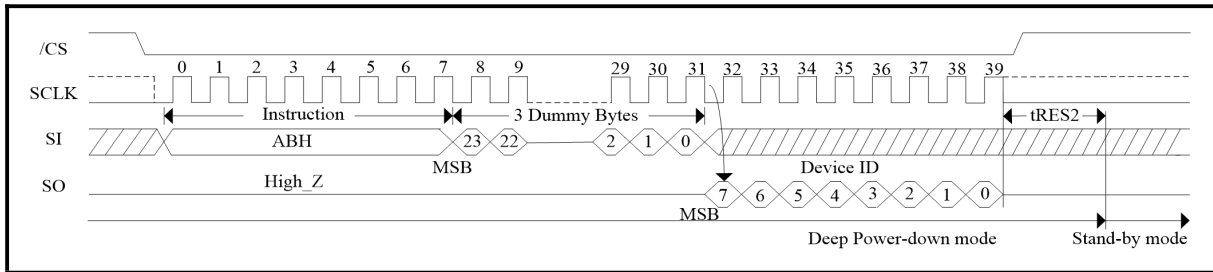 /CS
0 1 2 3 4 5 6 7 8 9 29 30 31 32 33 34 35 36 37 38 39
SCLK
Instruction 3 Dummy Bytes tRES2
SI ABH 23 22 2 1 0
MSB Device ID
SO High_Z 7 6 5 4 3 2 1 0
MSB
Deep Power-down mode Stand-by mode